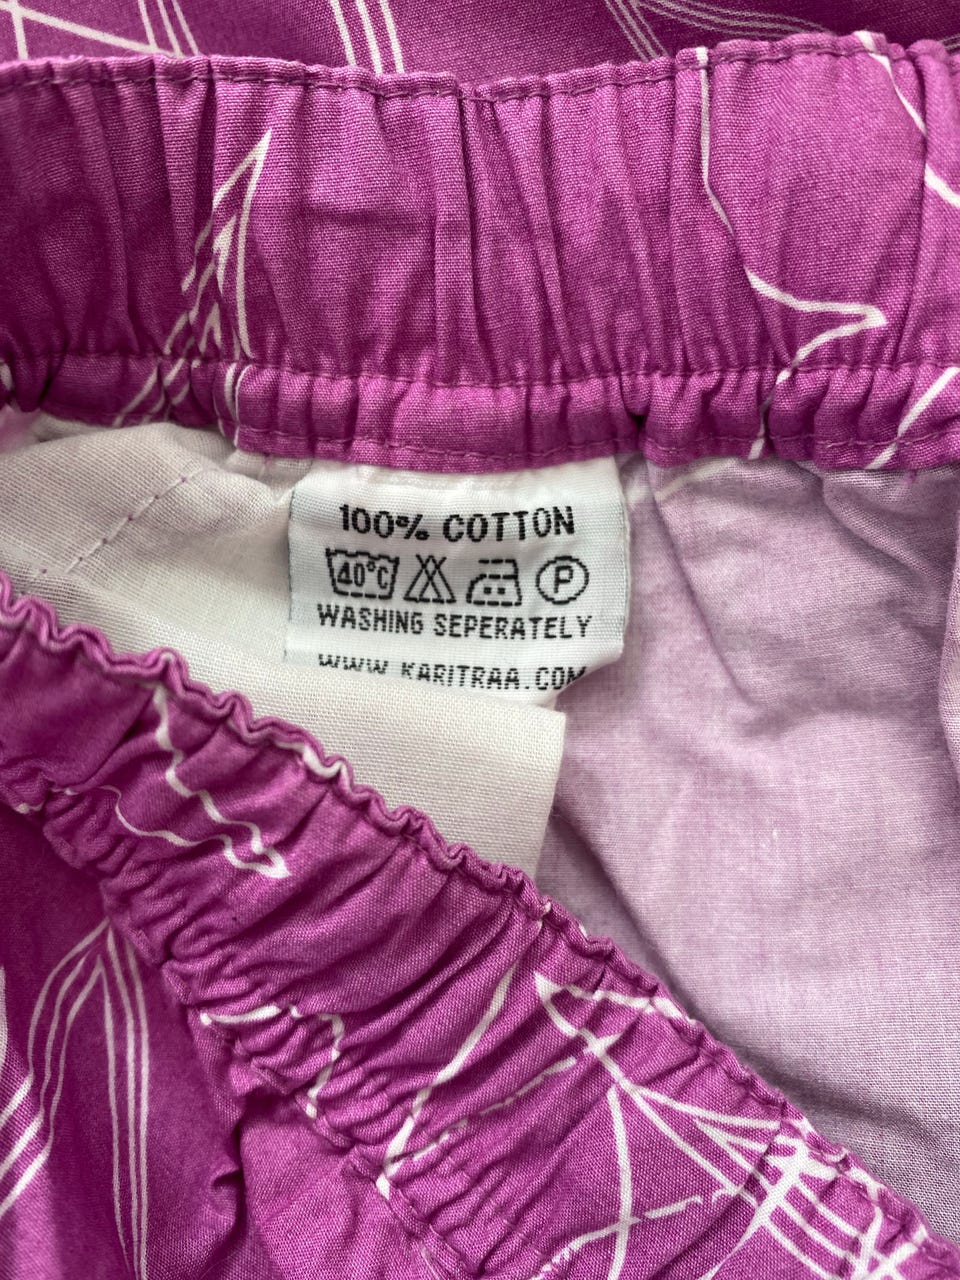 100% COTTON
40°C P
WASHING SEPERATELY
WWW.KARITRAA.COM